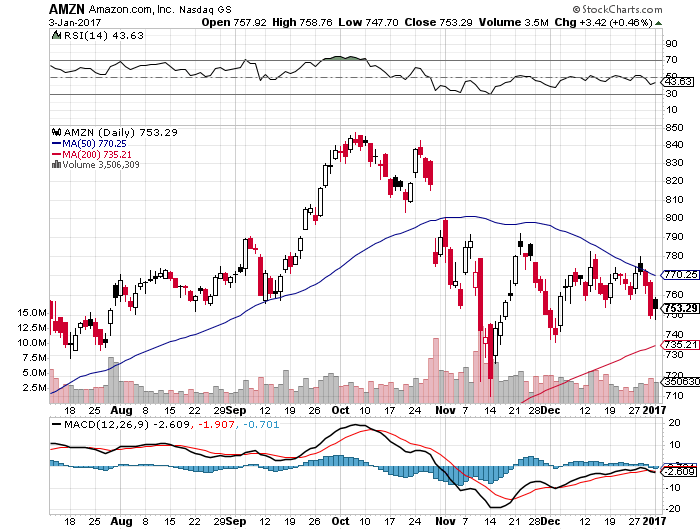 AMZN Amazon.com, Inc. Nasdaq GS © StockCharts.com
3-Jan-2017 Open 757.92 High 758.76 Low 747.70 Close 753.29 Volume 3.5M Chg +3.42 (+0.46%)
RSI(14) 43.63
90
70
50
43.63
30
10
AMZN (Daily) 753.29
MA(50) 770.25
MA(200) 735.21
Volume 3,506,309
850
840
830
820
810
800
790
780
770.25
760
753.29
750
735.21
730
720
710
3506309
15.0M
12.5M
10.0M
7.5M
5.0M
2.5M
18 25 Aug 8 15 22 29 Sep 12 19 26 Oct 10 17 24 Nov 7 14 21 28 Dec 12 19 27 2017
MACD(12,26,9) -2.609, -1.907, -0.701
20
10
-2.609
-10
-20
18 25 Aug 8 15 22 29 Sep 12 19 26 Oct 10 17 24 Nov 7 14 21 28 Dec 12 19 27 2017